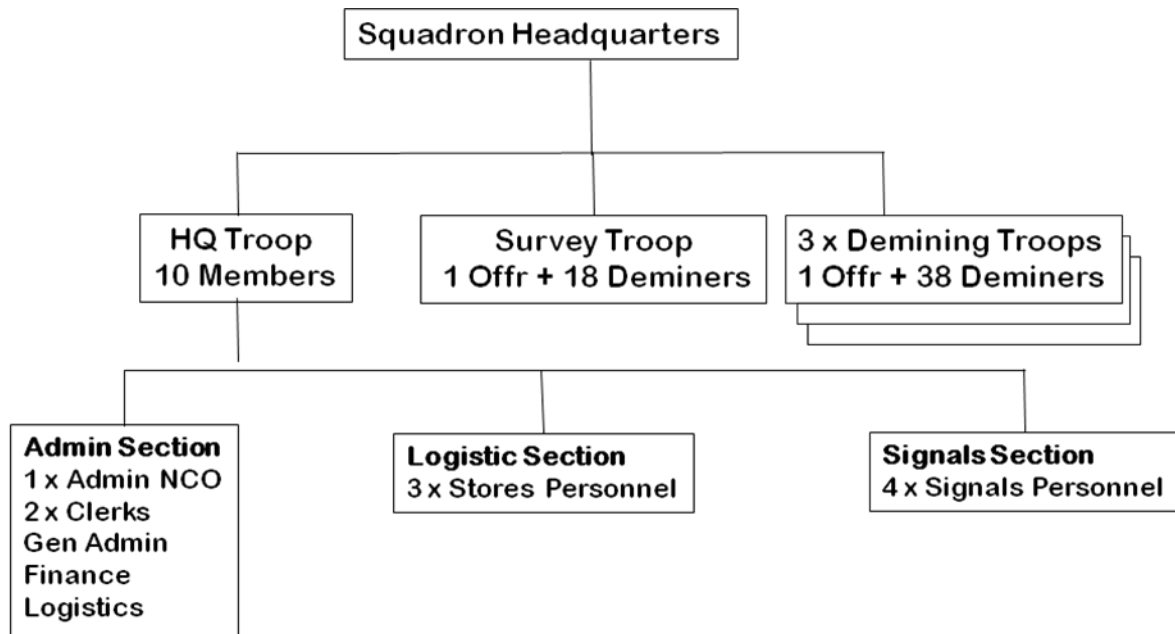 Squadron Headquarters
HQ Troop
10 Members
Survey Troop
1 Offr + 18 Deminers
3 x Demining Troops
1 Offr + 38 Deminers
Admin Section
1 x Admin NCO
2 x Clerks
Gen Admin
Finance
Logistics
Logistic Section
3 x Stores Personnel
Signals Section
4 x Signals Personnel